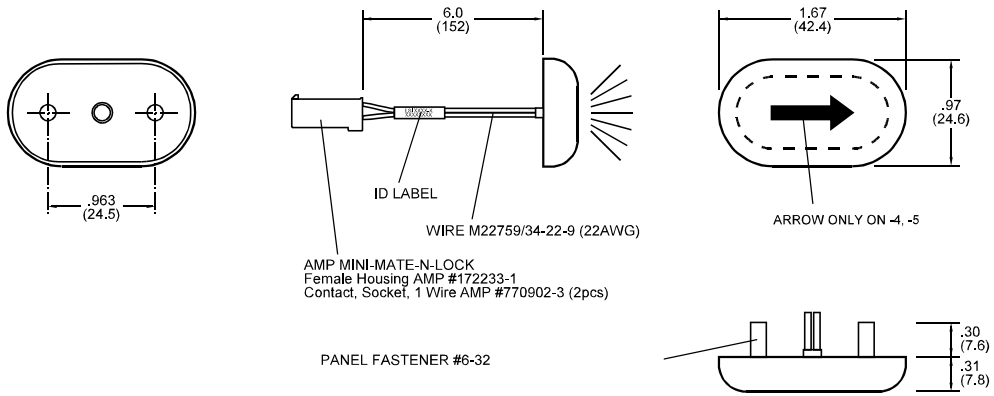 6.0
(152)
1.67
(42.4)
.97
(24.6)
.963
(24.5)
ID LABEL
WIRE M22759/34-22-9 (22AWG)
ARROW ONLY ON -4, -5
AMP MINI-MATE-N-LOCK
Female Housing AMP #172233-1
Contact, Socket, 1 Wire AMP #770902-3 (2pcs)
PANEL FASTENER #6-32
.30
(7.6)
.31
(7.8)